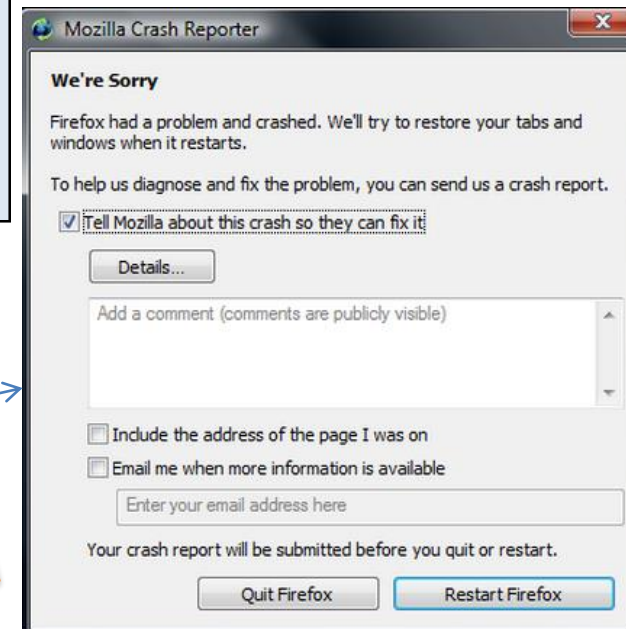 Mozilla Crash Reporter
We're Sorry
Firefox had a problem and crashed. We'll try to restore your tabs and
windows when it restarts.
To help us diagnose and fix the problem, you can send us a crash report.
Tell Mozilla about this crash so they can fix it
Details...
Add a comment (comments are publicly visible)
Include the address of the page I was on
Email me when more information is available
Enter your email address here
Your crash report will be submitted before you quit or restart.
Quit Firefox
Restart Firefox